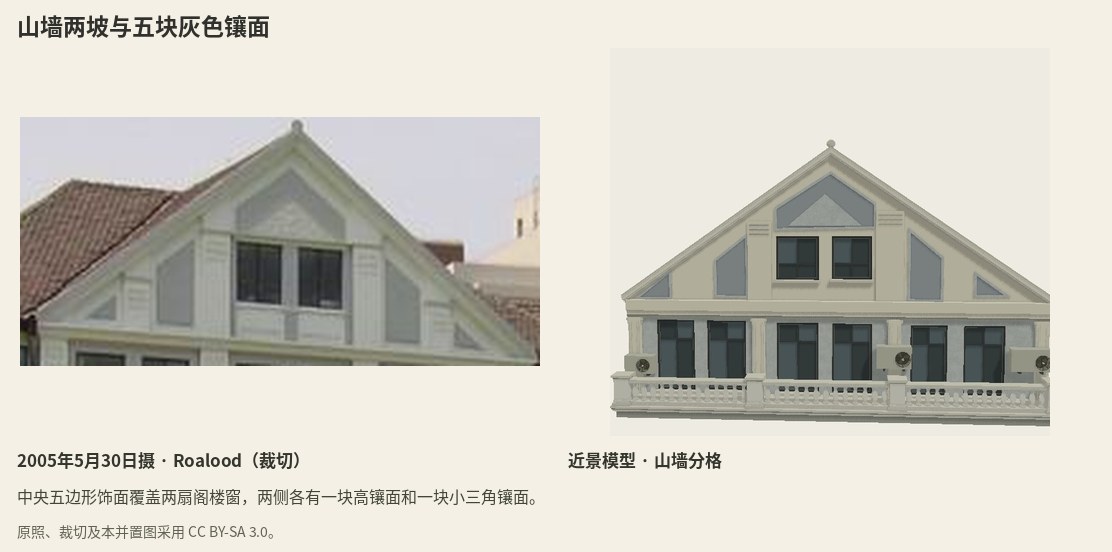 山墙两坡与五块灰色镶面
2005年5月30日摄 · Roalood（裁切）
近景模型 · 山墙分格
中央五边形饰面覆盖两扇阁楼窗，两侧各有一块高镶面和一块小三角镶面。
原照、裁切及本并置图采用 CC BY-SA 3.0。